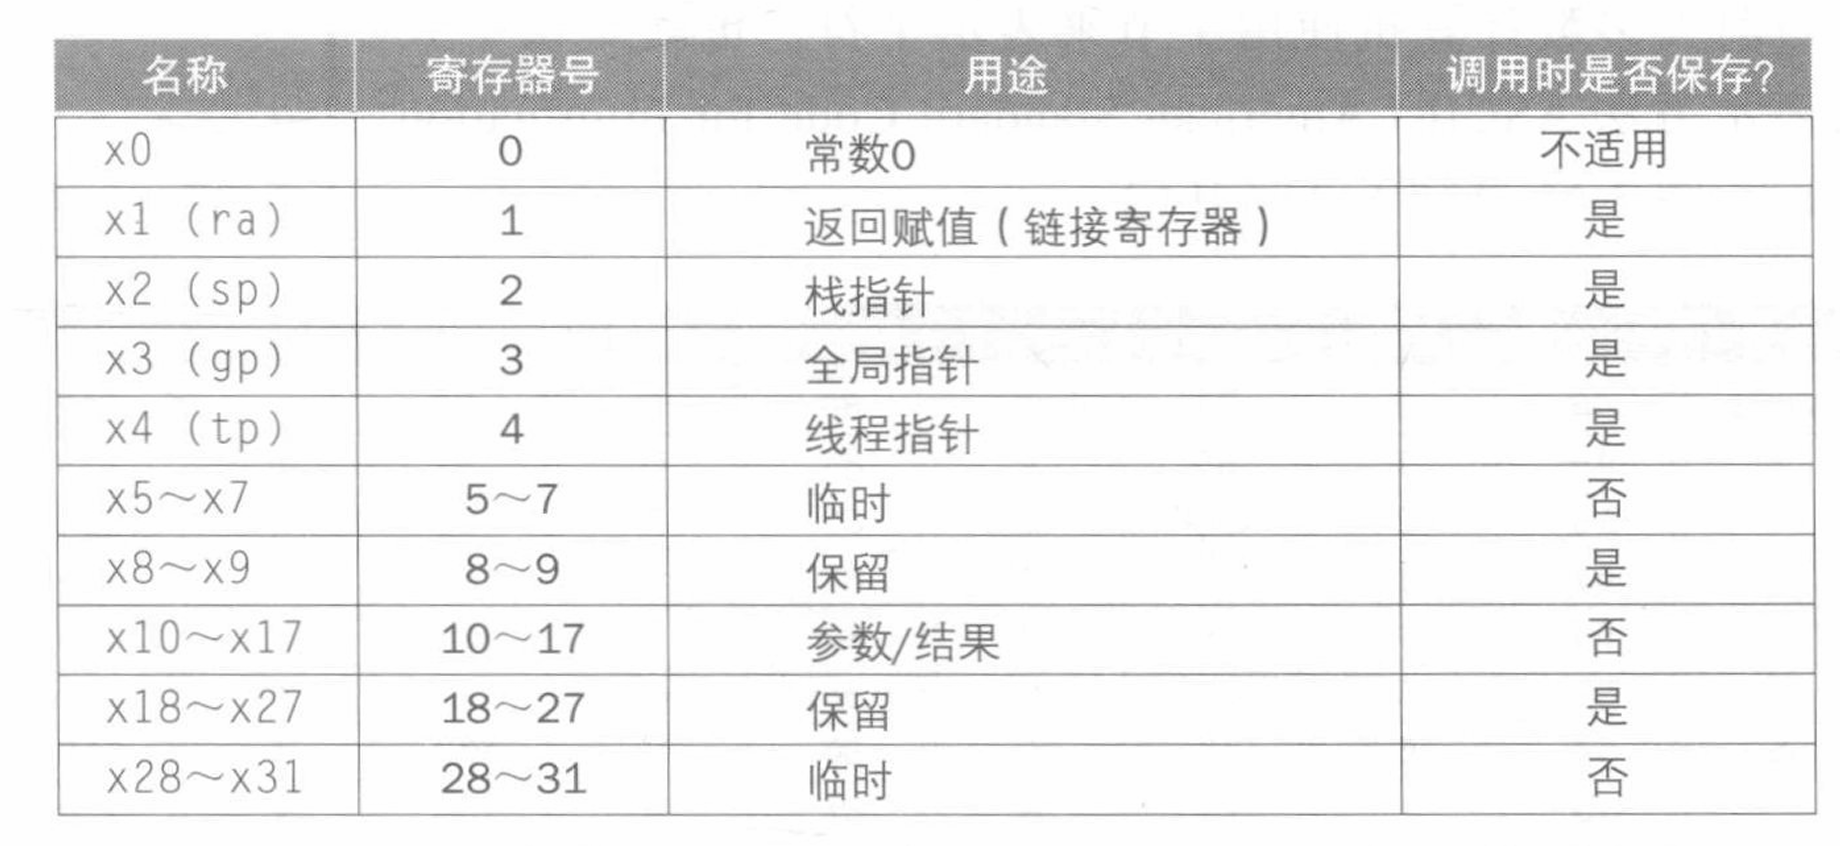 名称 寄存器号 用途 调用时是否保存?
x0 0 常数0 不适用
x1 (ra) 1 返回赋值(链接寄存器) 是
x2 (sp) 2 栈指针 是
x3 (gp) 3 全局指针 是
x4 (tp) 4 线程指针 是
x5~x7 5~7 临时 否
x8~x9 8~9 保留 是
x10~x17 10~17 参数/结果 否
x18~x27 18~27 保留 是
x28~x31 28~31 临时 否